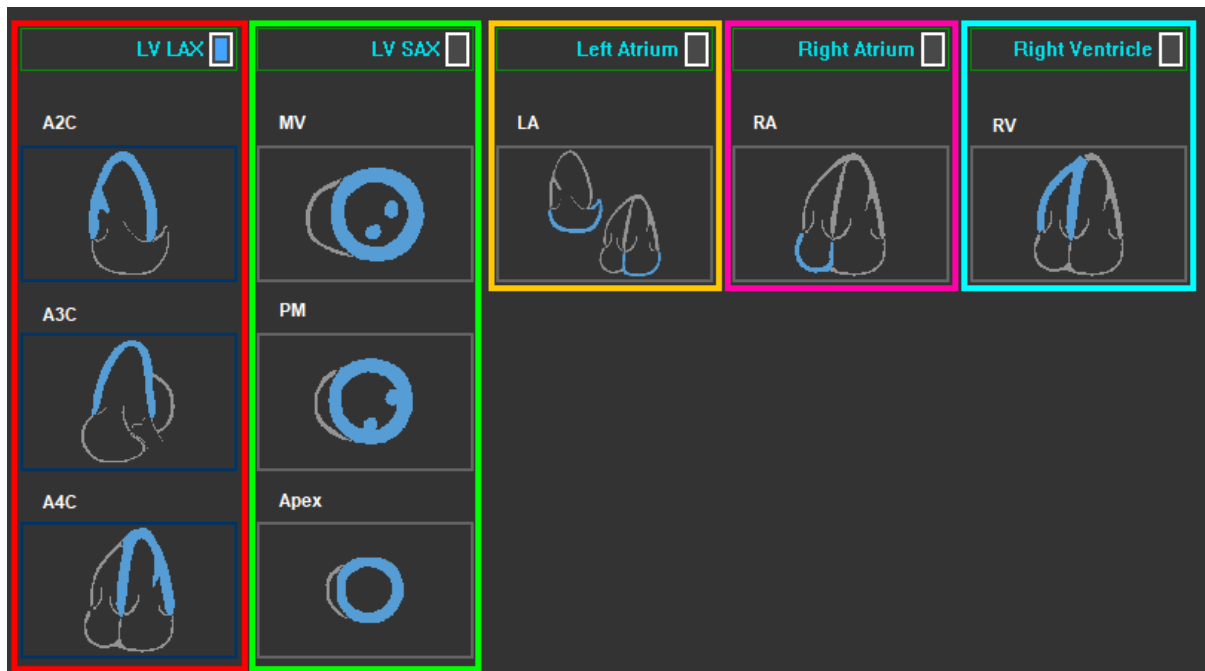 LV LAX
LV SAX
Left Atrium
Right Atrium
Right Ventricle
A2C
MV
LA
RA
RV
A3C
PM
A4C
Apex